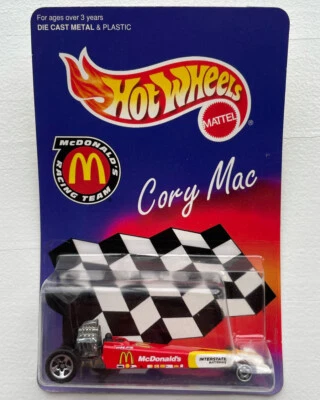 For ages over 3 years
DIE CAST METAL & PLASTIC
HOT WHEELS
MATTEL
McDONALD'S
RACING TEAM
Cory Mac
McDonald's
INTERSTATE
BATTERIES